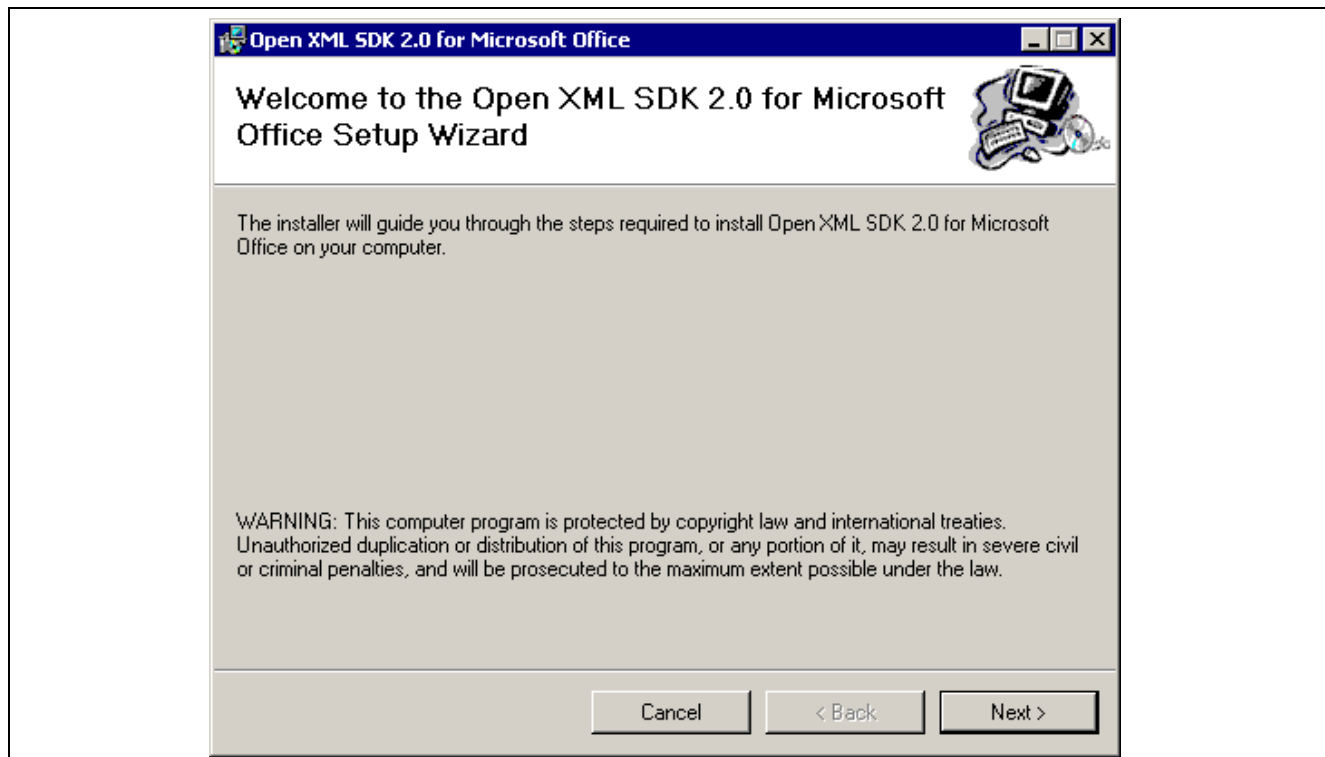 Open XML SDK 2.0 for Microsoft Office
Welcome to the Open XML SDK 2.0 for Microsoft
Office Setup Wizard
The installer will guide you through the steps required to install Open XML SDK 2.0 for Microsoft
Office on your computer.
WARNING: This computer program is protected by copyright law and international treaties.
Unauthorized duplication or distribution of this program, or any portion of it, may result in severe civil
or criminal penalties, and will be prosecuted to the maximum extent possible under the law.
Cancel
< Back
Next >